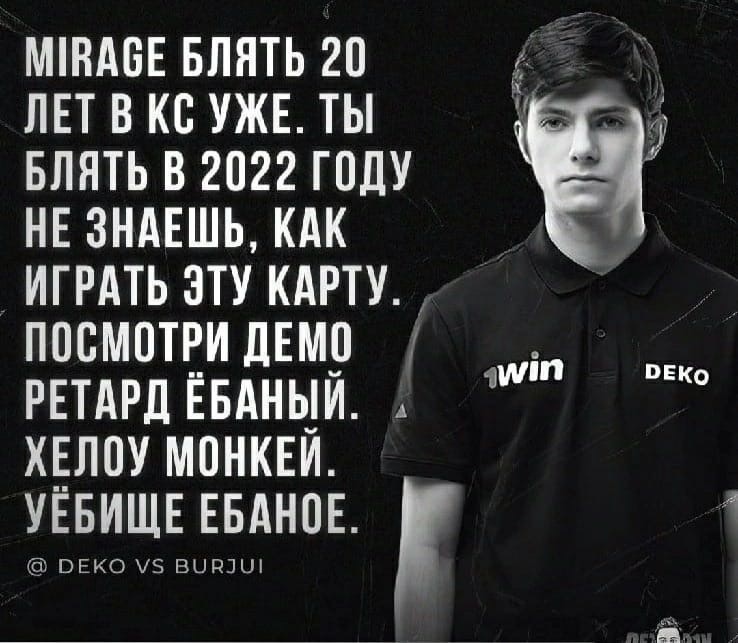 MIRAGE БЛЯТЬ 20
ЛЕТ В КС УЖЕ. ТЫ
БЛЯТЬ В 2022 ГОДУ
НЕ ЗНАЕШЬ, КАК
ИГРАТЬ ЭТУ КАРТУ.
ПОСМОТРИ ДЕМО
РЕТАРД ЁБАНЫЙ.
ХЕЛОУ МОНКЕЙ.
УЁБИЩЕ ЕБАНОЕ.
@ DEKO VS BURJUI
1win DEKO